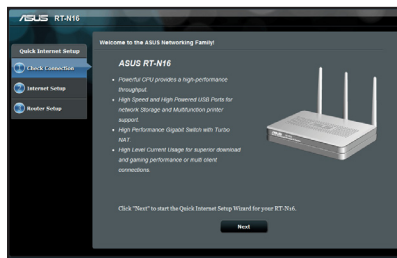 ASUS RT-N16
Quick Internet Setup
Check Connection
Internet Setup
Router Setup
Welcome to the ASUS Networking Family!
ASUS RT-N16
• Powerful CPU provides a high-performance
throughput.
• High Speed and High Powered USB Ports for
network Storage and Multifunction printer
support.
• High Performance Gigabit Switch with Turbo
NAT.
• High Level Current Usage for superior download
and gaming performance or multi client
connections.
Click "Next" to start the Quick Internet Setup Wizard for your RT-N16.
Next